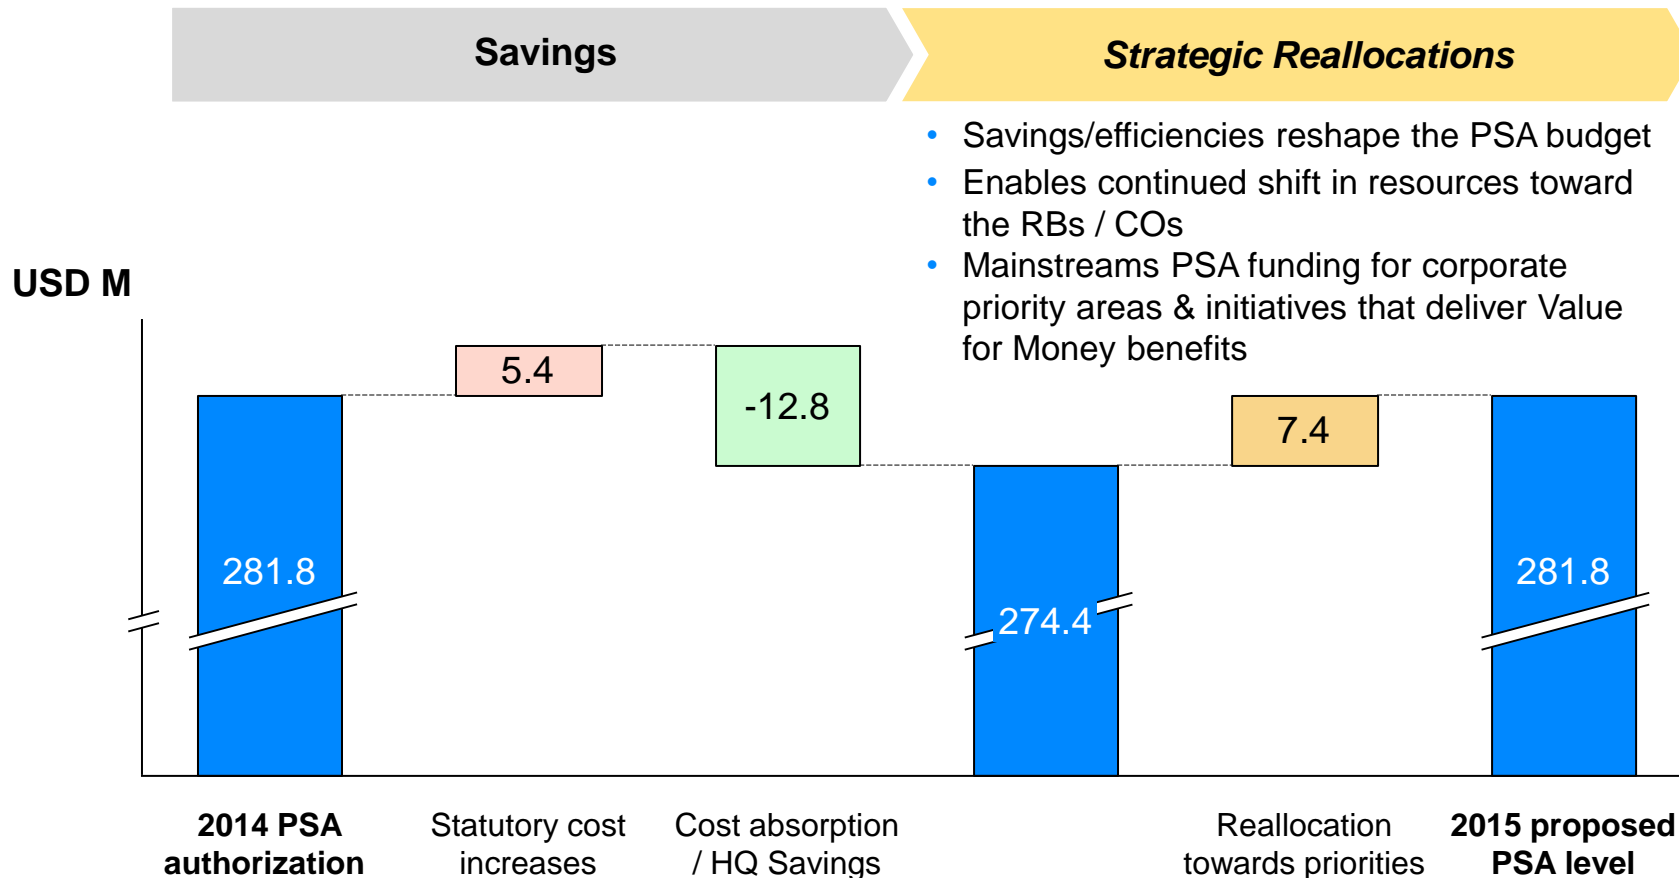 Savings
Strategic Reallocations
• Savings/efficiencies reshape the PSA budget
• Enables continued shift in resources toward
the RBs / COs
• Mainstreams PSA funding for corporate
priority areas & initiatives that deliver Value
for Money benefits
USD M
5.4
-12.8
7.4
281.8
274.4
281.8
2014 PSA
authorization
Statutory cost
increases
Cost absorption
/ HQ Savings
Reallocation
towards priorities
2015 proposed
PSA level